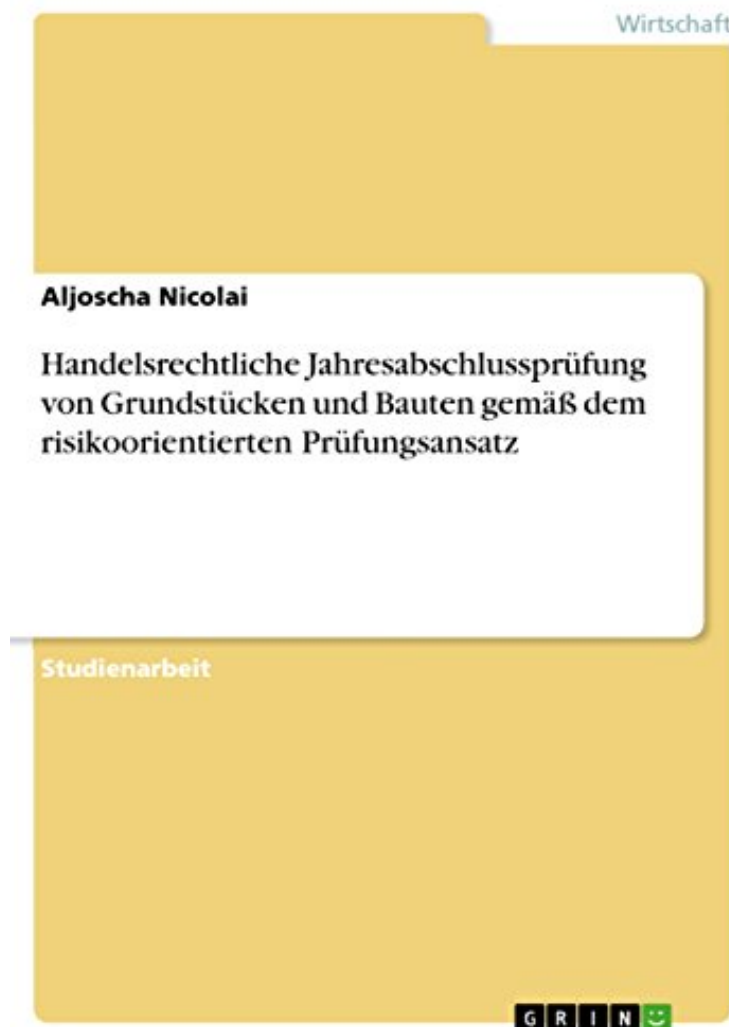 Wirtschaft
Aljoscha Nicolai
Handelsrechtliche Jahresabschlussprüfung
von Grundstücken und Bauten gemäß dem
risikoorientierten Prüfungsansatz
Studienarbeit
GRIN